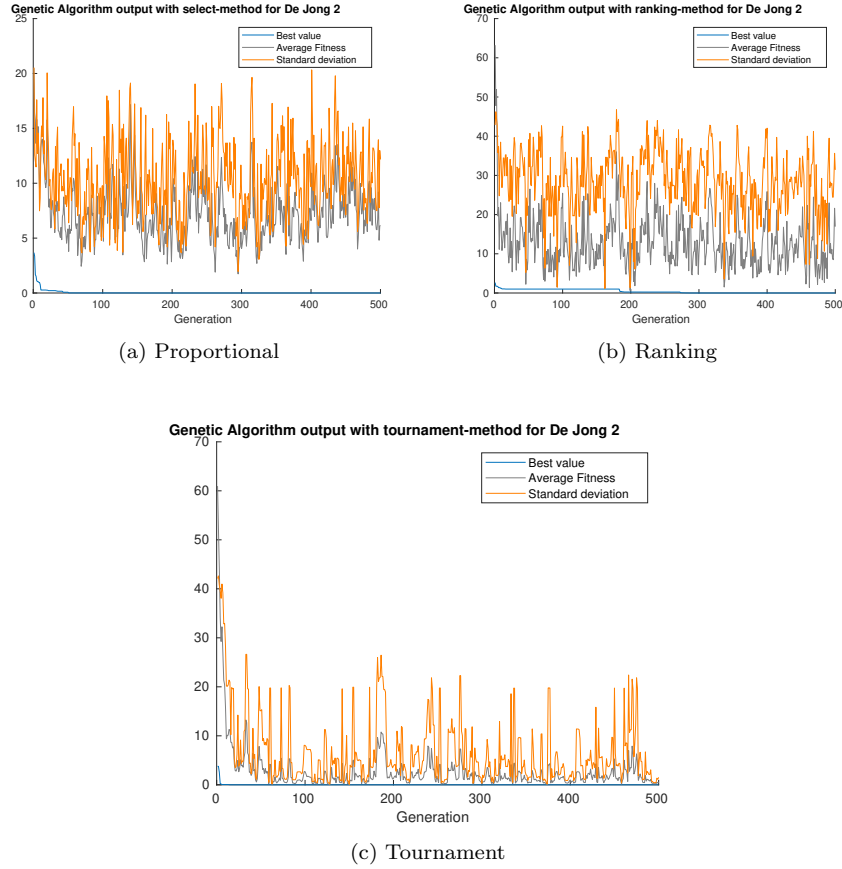 Genetic Algorithm output with select-method for De Jong 2
25
20
15
10
5
0
Best value
Average Fitness
Standard deviation
0 100 200 300 400 500
Generation
(a) Proportional
Genetic Algorithm output with ranking-method for De Jong 2
70
60
50
40
30
20
10
0
Best value
Average Fitness
Standard deviation
0 100 200 300 400 500
Generation
(b) Ranking
Genetic Algorithm output with tournament-method for De Jong 2
70
60
50
40
30
20
10
0
Best value
Average Fitness
Standard deviation
0 100 200 300 400 500
Generation
(c) Tournament